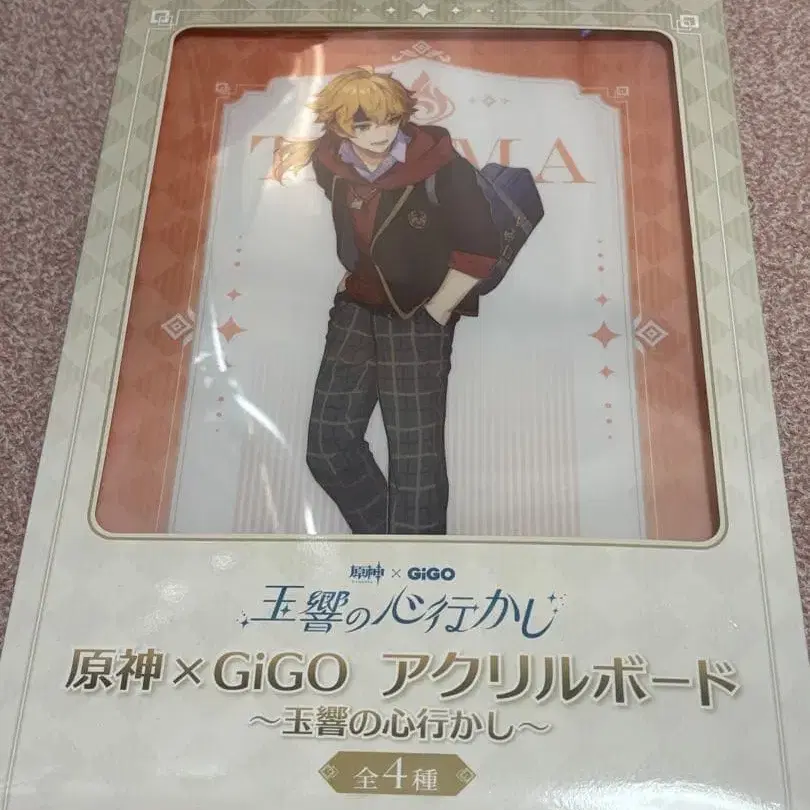 原神 × GiGO
玉響の心行かし
原神×GiGO アクリルボード
～玉響の心行かし～
全4種